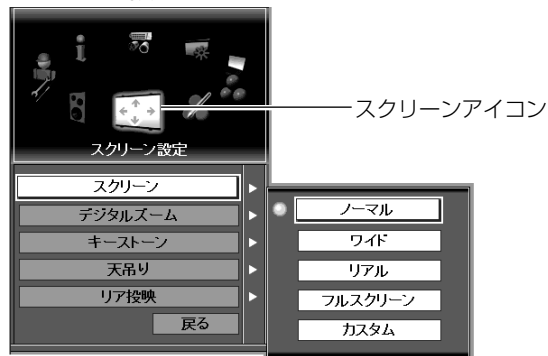 スクリーンアイコン
スクリーン設定
スクリーン
デジタルズーム
キーストーン
天吊り
リア投映
戻る
ノーマル
ワイド
リアル
フルスクリーン
カスタム